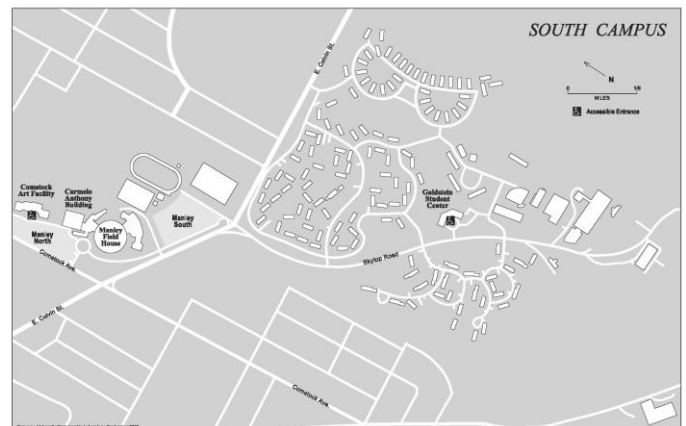 SOUTH CAMPUS
N
0 1/8
MILES
Accessible Entrance
E. Colvin St.
Comstock
Art Facility
Carmelo
Anthony
Building
Goldstein
Student
Center
Manley
North
Manley
Field
House
Manley
South
Comstock Ave.
Skytop Road
E. Colvin St.
Comstock Ave.